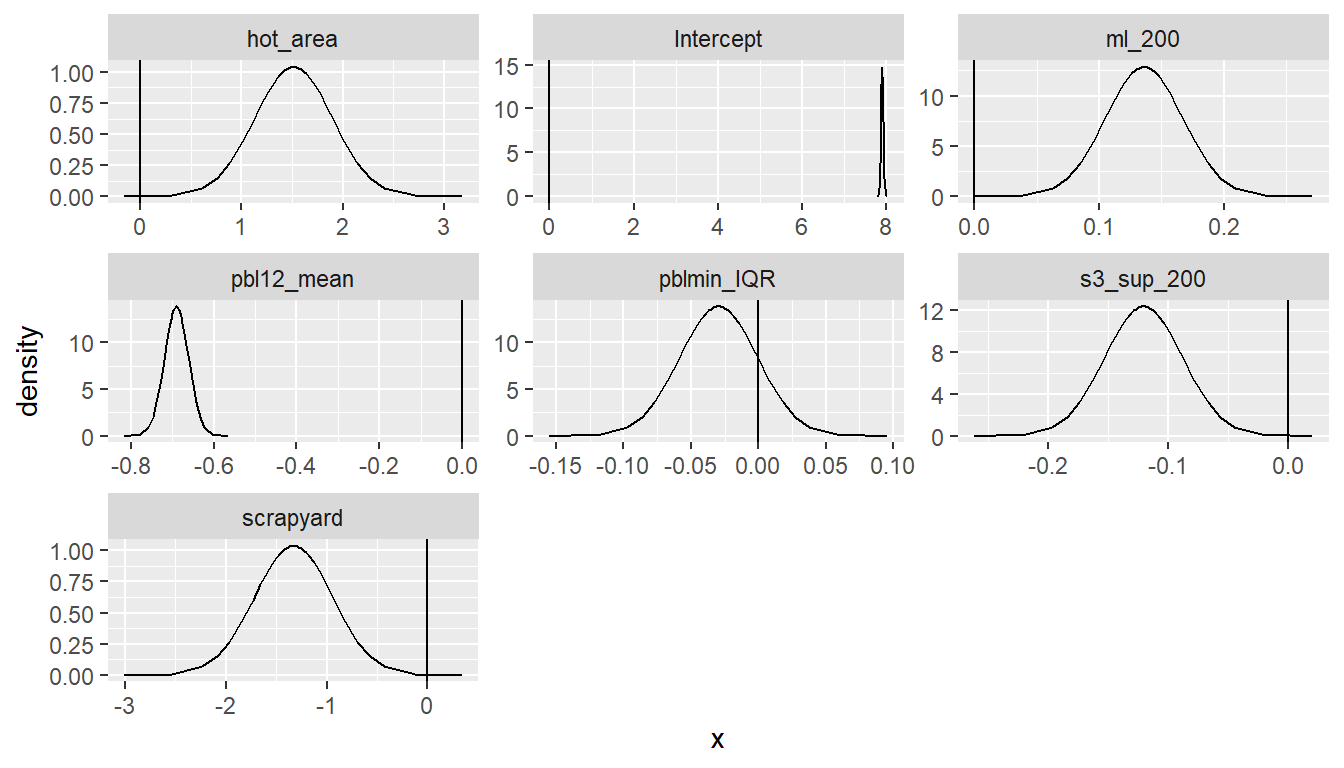 hot_area Intercept ml_200
1.00 0.75 0.50 0.25 0.00
15 10 5 0
10 5 0
0 1 2 3
0 2 4 6 8
0.0 0.1 0.2
pbl12_mean pblmin_IQR s3_sup_200
10 5 0
10 5 0
12 8 4 0
-0.8 -0.6 -0.4 -0.2 0.0
-0.15 -0.10 -0.05 0.00 0.05 0.10
-0.2 -0.1 0.0
density
scrapyard
1.00 0.75 0.50 0.25 0.00
-3 -2 -1 0
x